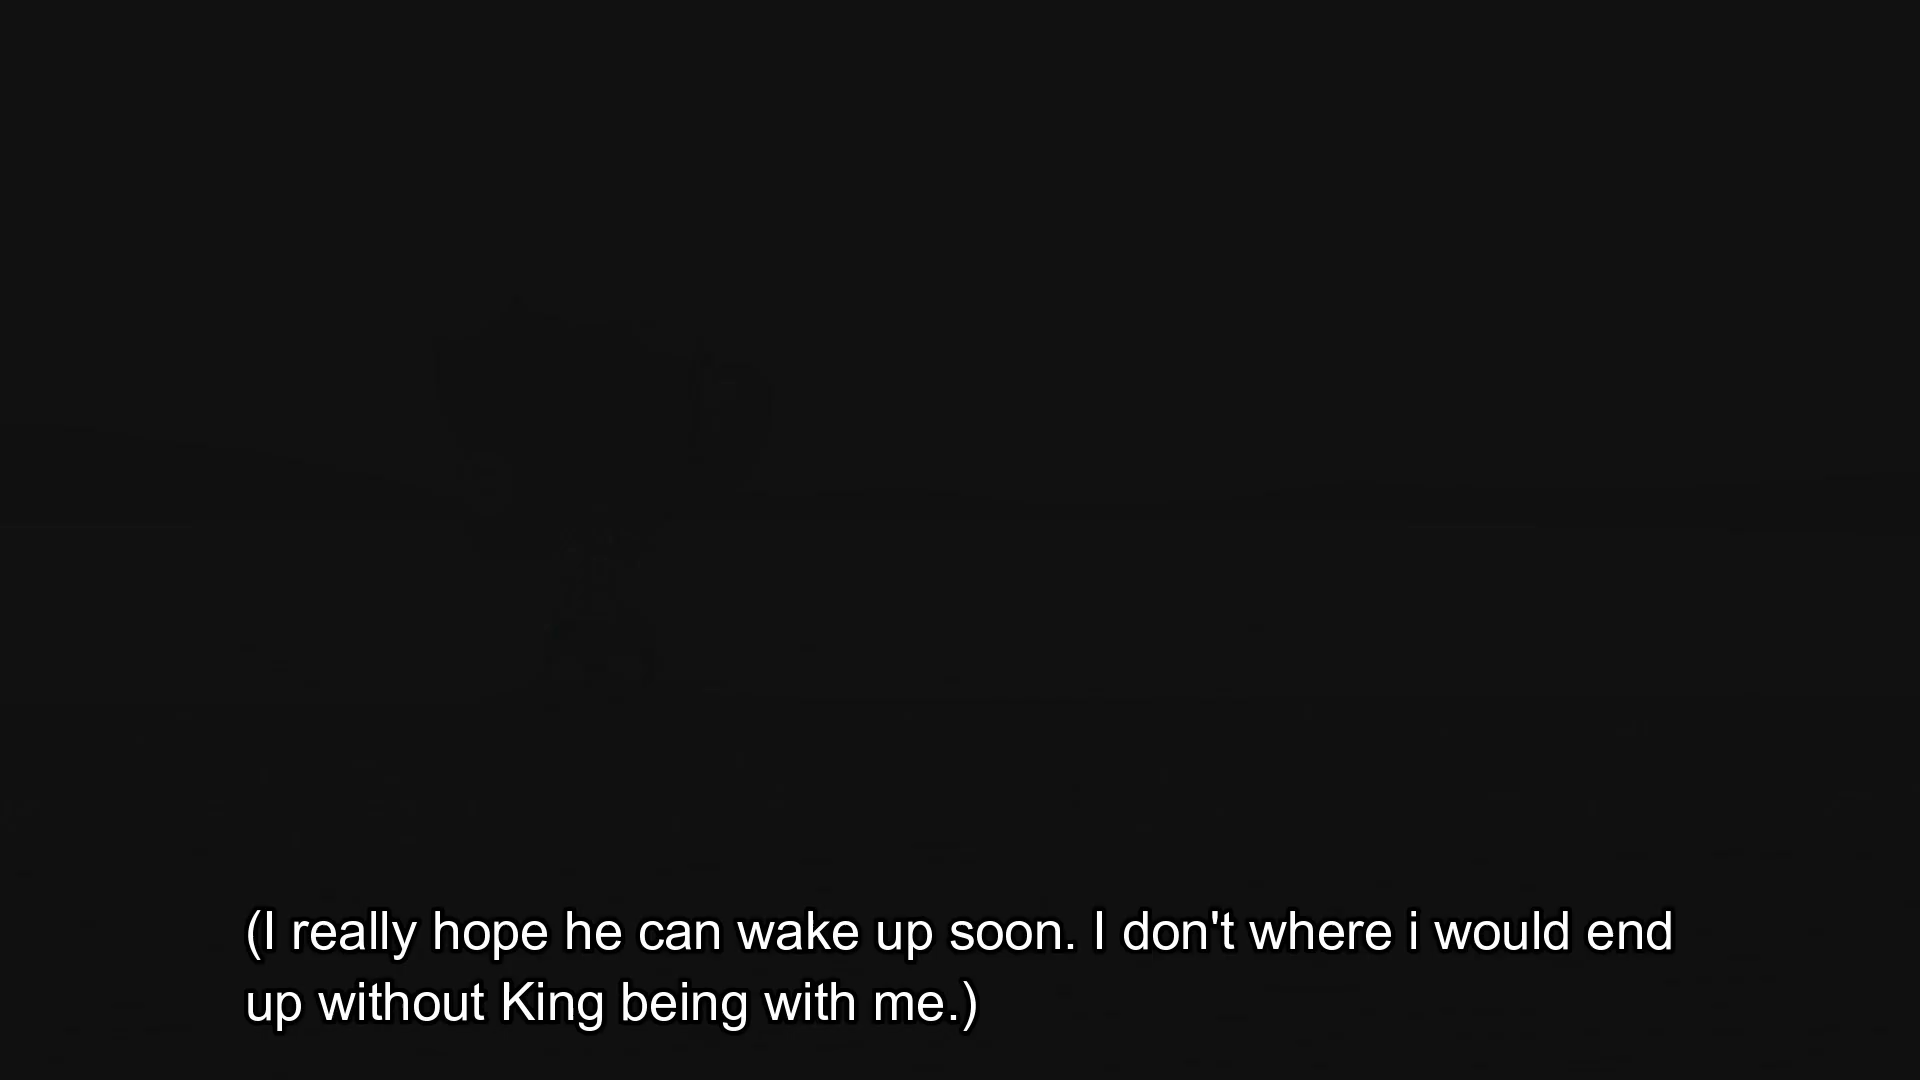 (I really hope he can wake up soon. I don't where i would end
up without King being with me.)